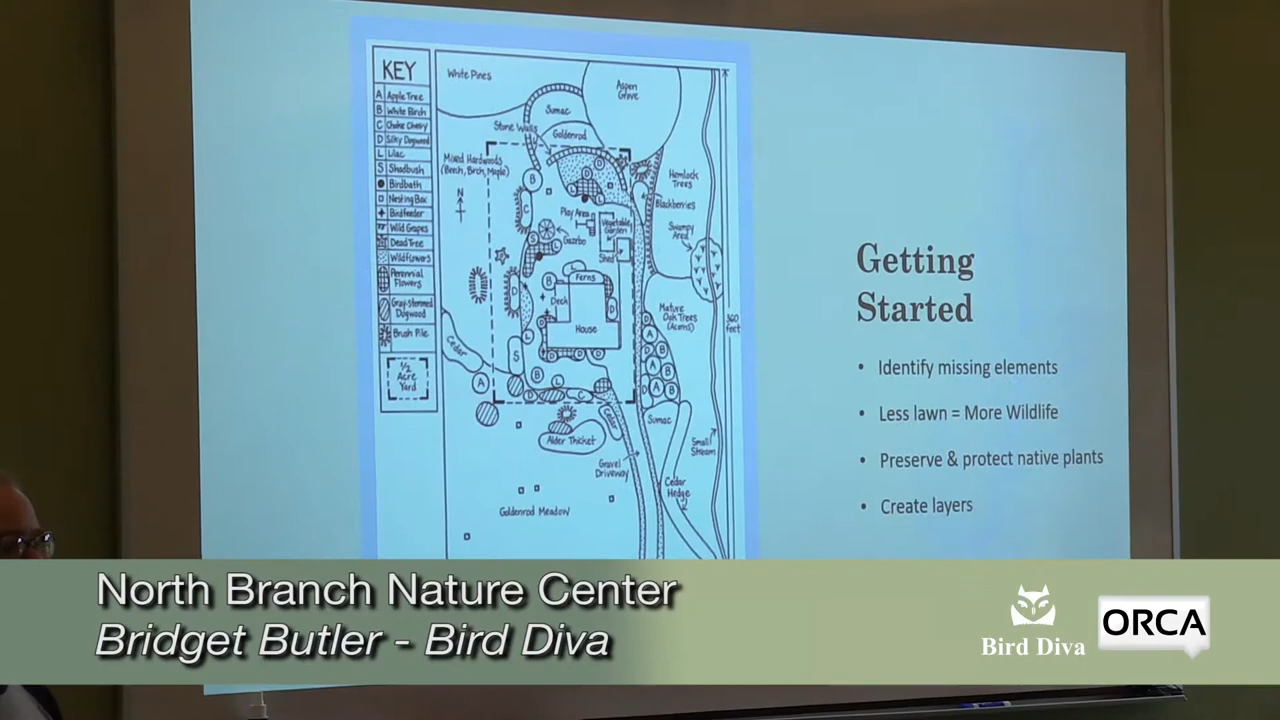 KEY
A Apple Tree
B White Birch
C Choke Cherry
D Silky Dogwood
L Lilac
S Shadbush
Birdbath
Nesting Box
Birdfeeder
Wild Grapes
Dead Tree
Wildflowers
Perennial
Flowers
Gray-stemmed
Dogwood
Brush Pile
1/2
Acre
Yard
White Pines
Aspen
Grove
Sumac
Stone Walls
Goldenrod
Mixed Hardwoods
(Beech, Birch, Maple)
N
Hemlock
Trees
Blackberries
Play Area
Vegetable
Garden
Swampy
Area
Gazebo
Shed
Ferns
Deck
House
Mature
Oak Trees
(Acorns)
360
feet
Cedar
Sumac
Cedar
Alder Thicket
Small
Stream
Gravel
Driveway
Cedar
Hedge
Goldenrod Meadow
Getting
Started
• Identify missing elements
• Less lawn = More Wildlife
• Preserve & protect native plants
• Create layers
North Branch Nature Center
Bridget Butler - Bird Diva
Bird Diva
ORCA